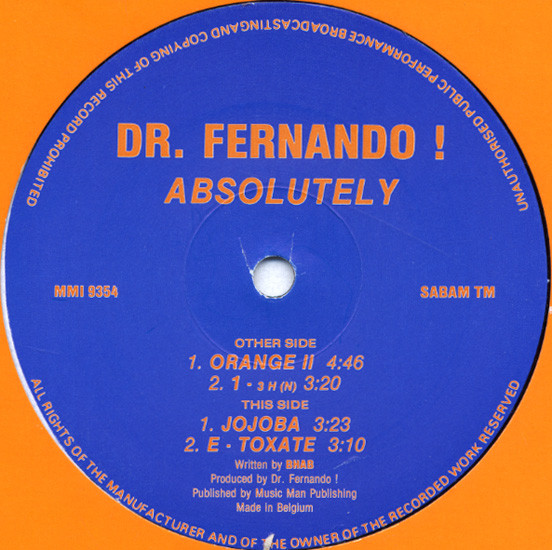 UNAUTHORISED PUBLIC PERFORMANCE BROADCASTING AND COPYING OF THIS RECORD PROHIBITED
DR. FERNANDO !
ABSOLUTELY
MMI 9354
SABAM TM
OTHER SIDE
1. ORANGE II 4:46
2. 1 - 3 H (N) 3:20
THIS SIDE
1. JOJOBA 3:23
2. E - TOXATE 3:10
Written by BHAB
Produced by Dr. Fernando !
Published by Music Man Publishing
Made in Belgium
ALL RIGHTS OF THE MANUFACTURER AND OF THE OWNER OF THE RECORDED WORK RESERVED